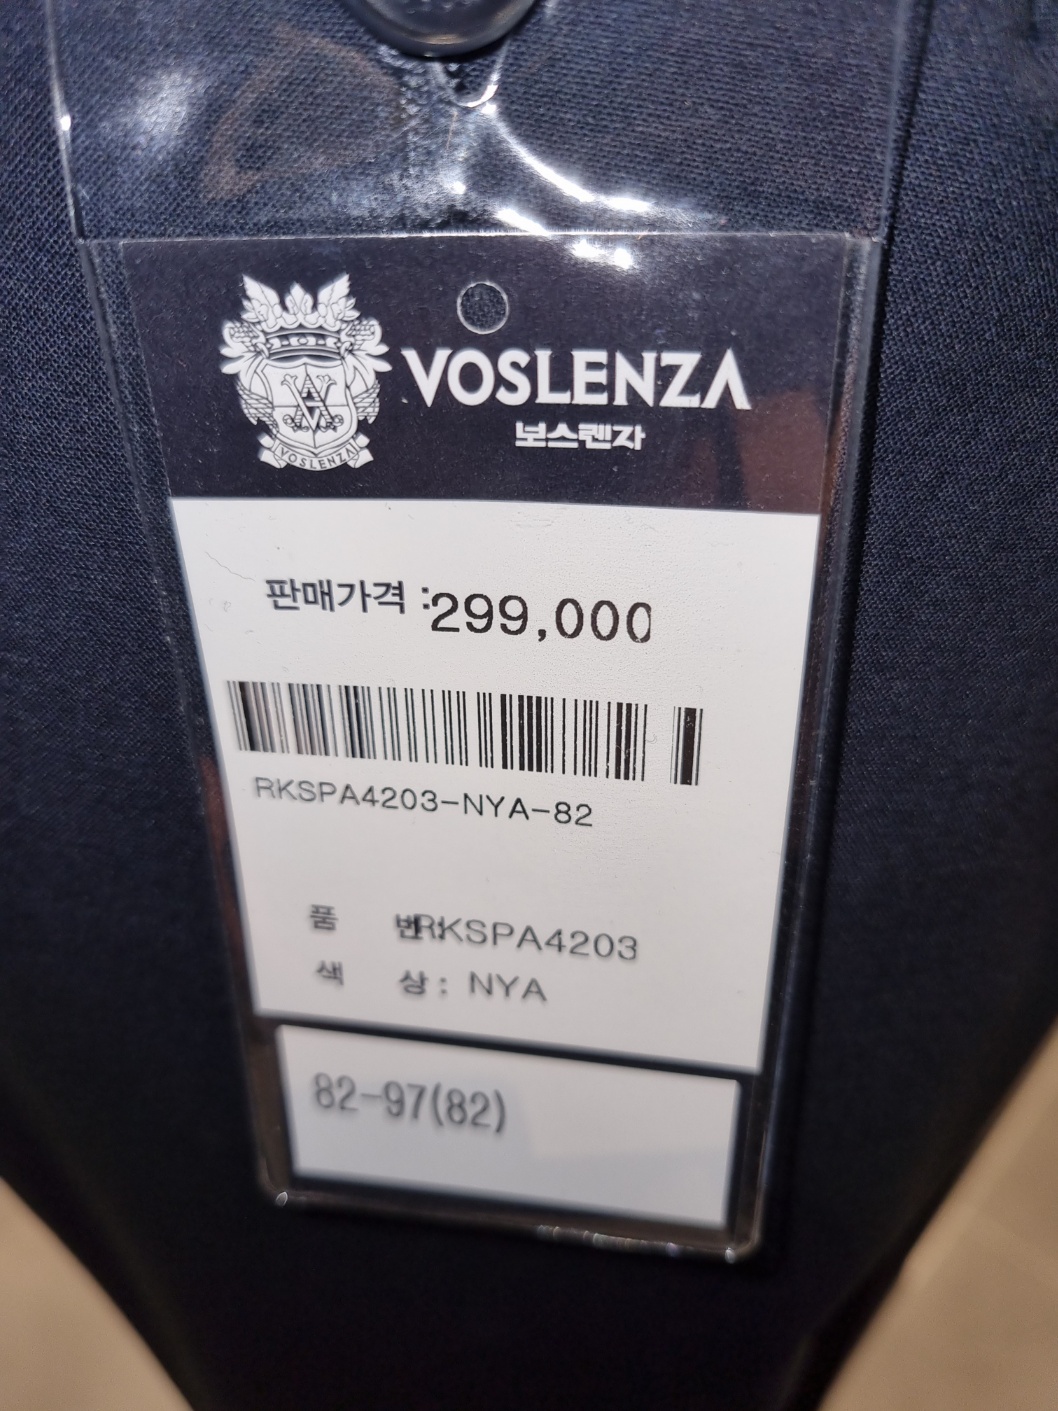 VOSLENZA
VOSLENZA
보스렌자
판매가격 :299,000
RKSPA4203-NYA-82
품 번:RKSPA4203
색 상: NYA
82-97(82)